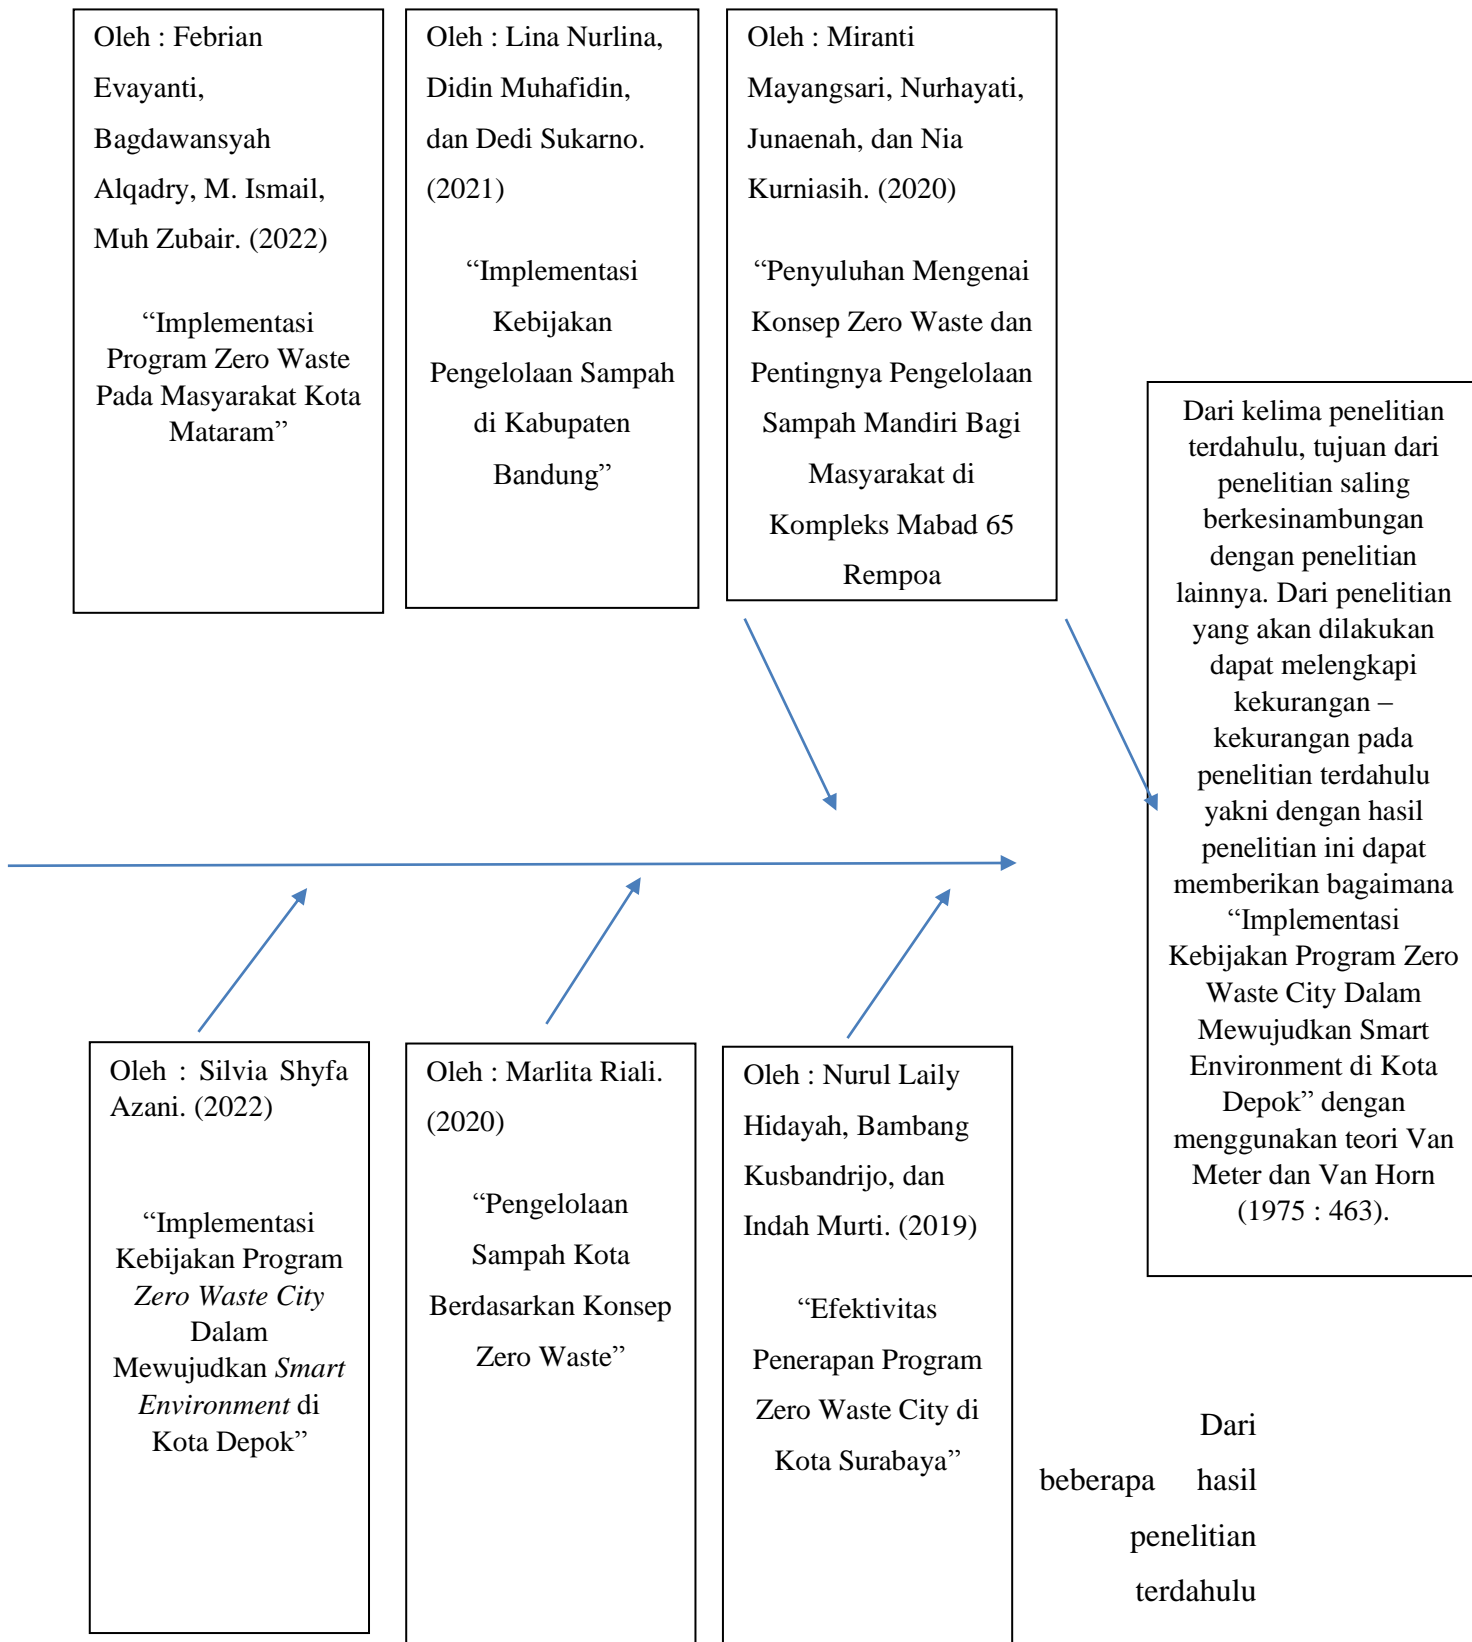 Oleh : Febrian
Evayanti,
Bagdawansyah
Alqadry, M. Ismail,
Muh Zubair. (2022)
“Implementasi
Program Zero Waste
Pada Masyarakat Kota
Mataram”
Oleh : Lina Nurlina,
Didin Muhafidin,
dan Dedi Sukarno.
(2021)
“Implementasi
Kebijakan
Pengelolaan Sampah
di Kabupaten
Bandung”
Oleh : Miranti
Mayangsari, Nurhayati,
Junaenah, dan Nia
Kurniasih. (2020)
“Penyuluhan Mengenai
Konsep Zero Waste dan
Pentingnya Pengelolaan
Sampah Mandiri Bagi
Masyarakat di
Kompleks Mabad 65
Rempoa
Dari kelima penelitian
terdahulu, tujuan dari
penelitian saling
berkesinambungan
dengan penelitian
lainnya. Dari penelitian
yang akan dilakukan
dapat melengkapi
kekurangan –
kekurangan pada
penelitian terdahulu
yakni dengan hasil
penelitian ini dapat
memberikan bagaimana
“Implementasi
Kebijakan Program Zero
Waste City Dalam
Mewujudkan Smart
Environment di Kota
Depok” dengan
menggunakan teori Van
Meter dan Van Horn
(1975 : 463).
Oleh : Silvia Shyfa
Azani. (2022)
“Implementasi
Kebijakan Program
Zero Waste City
Dalam
Mewujudkan Smart
Environment di
Kota Depok”
Oleh : Marlita Riali.
(2020)
“Pengelolaan
Sampah Kota
Berdasarkan Konsep
Zero Waste”
Oleh : Nurul Laily
Hidayah, Bambang
Kusbandrijo, dan
Indah Murti. (2019)
“Efektivitas
Penerapan Program
Zero Waste City di
Kota Surabaya”
Dari
beberapa hasil
penelitian
terdahulu